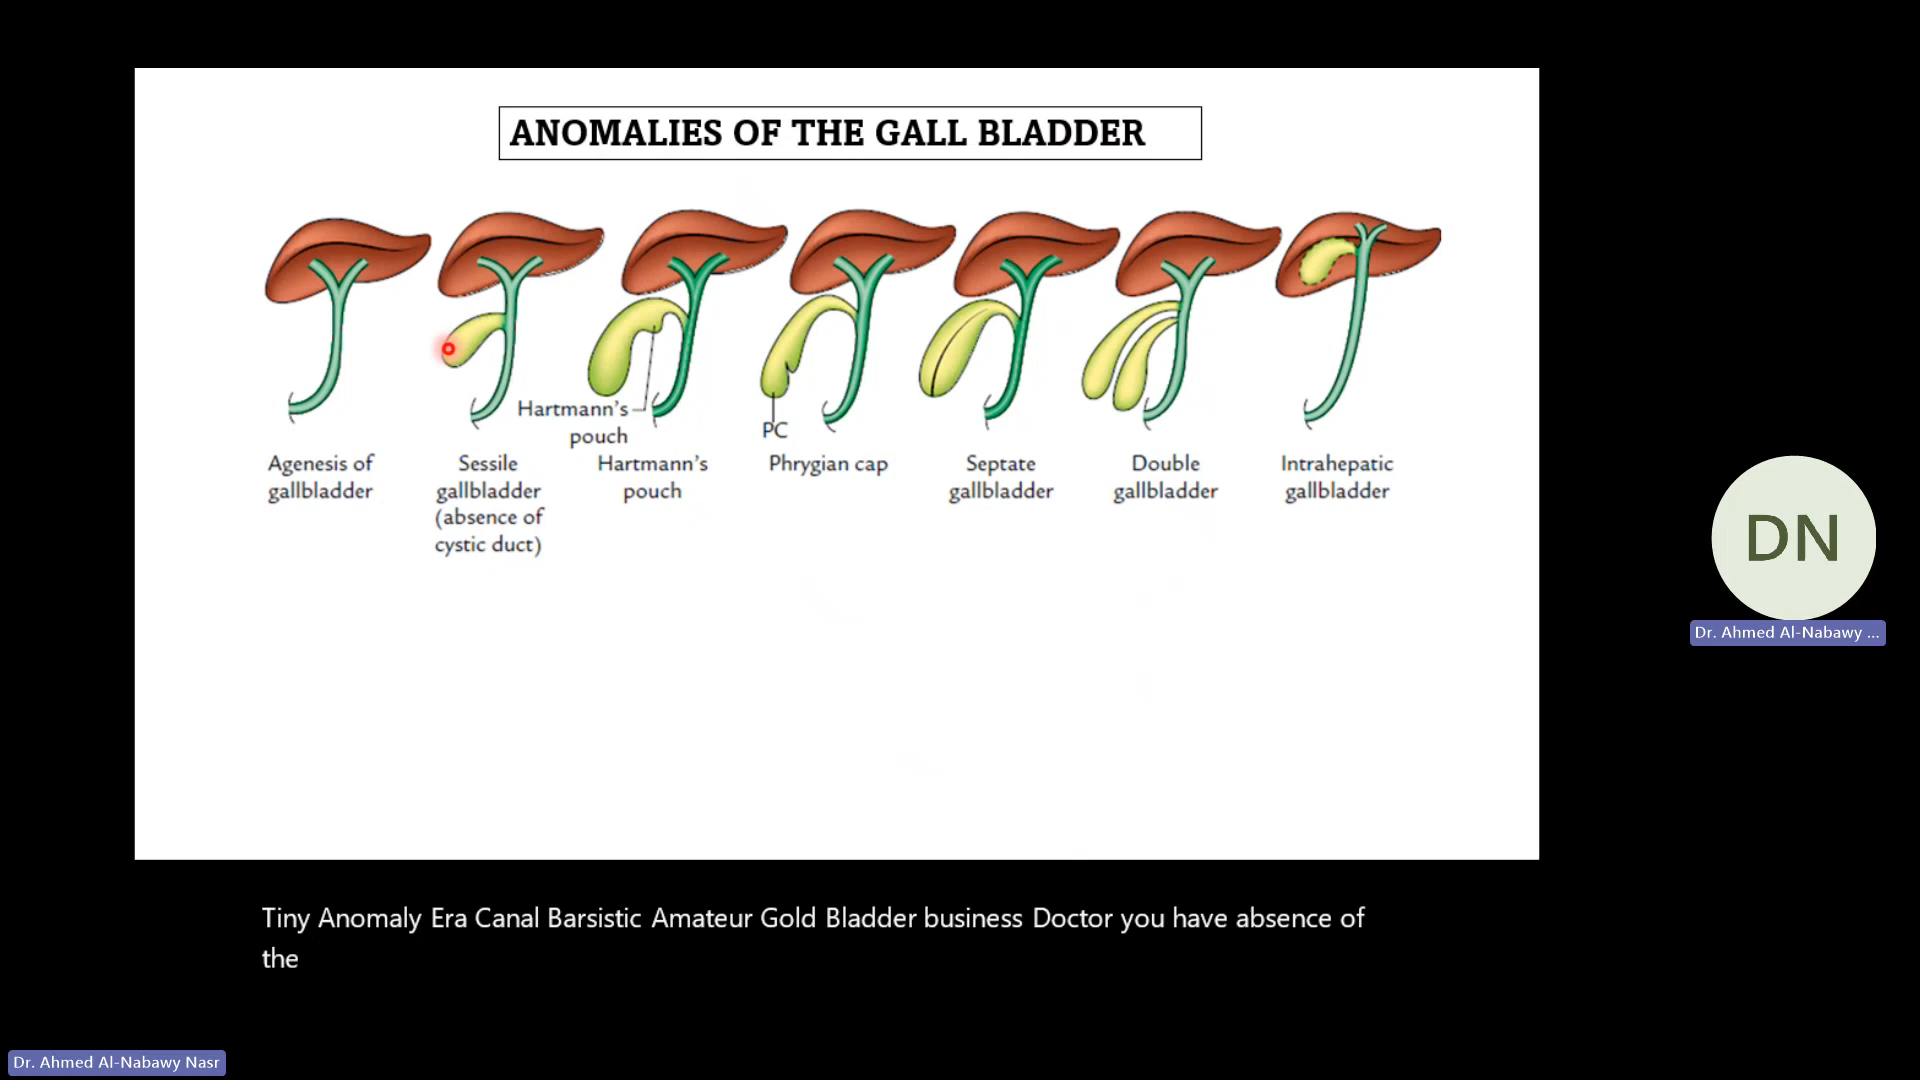 ANOMALIES OF THE GALL BLADDER
Hartmann's
pouch
PC
Agenesis of
gallbladder
Sessile
gallbladder
(absence of
cystic duct)
Hartmann's
pouch
Phrygian cap
Septate
gallbladder
Double
gallbladder
Intrahepatic
gallbladder
DN
Dr. Ahmed Al-Nabawy ...
Tiny Anomaly Era Canal Barsistic Amateur Gold Bladder business Doctor you have absence of
the
Dr. Ahmed Al-Nabawy Nasr